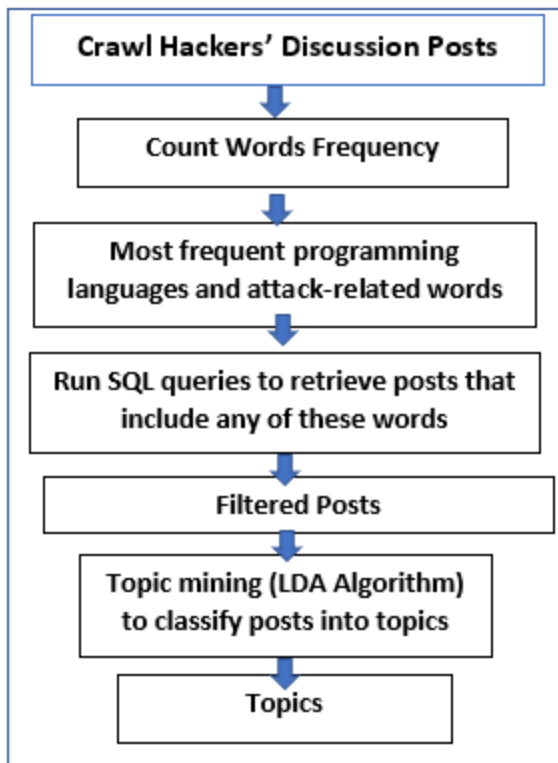 Crawl Hackers’ Discussion Posts
Count Words Frequency
Most frequent programming
languages and attack-related words
Run SQL queries to retrieve posts that
include any of these words
Filtered Posts
Topic mining (LDA Algorithm)
to classify posts into topics
Topics